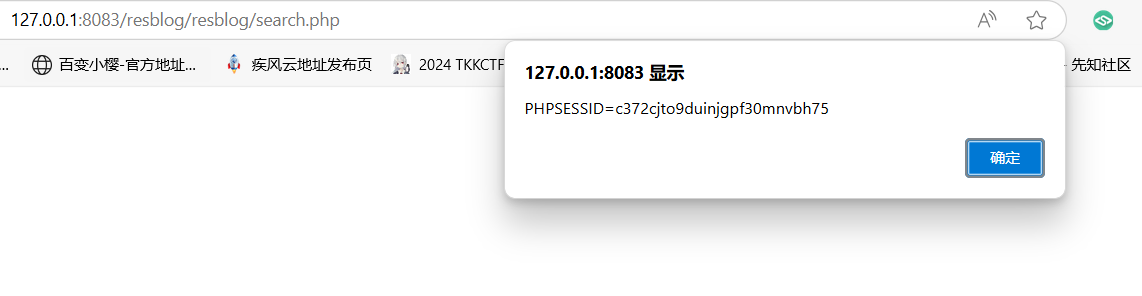 127.0.0.1:8083/resblog/resblog/search.php
... 百变小樱-官方地址... 疾风云地址发布页 2024 TKKCTF 先知社区
127.0.0.1:8083 显示
PHPSESSID=c372cjto9duinjgpf30mnvbh75
确定